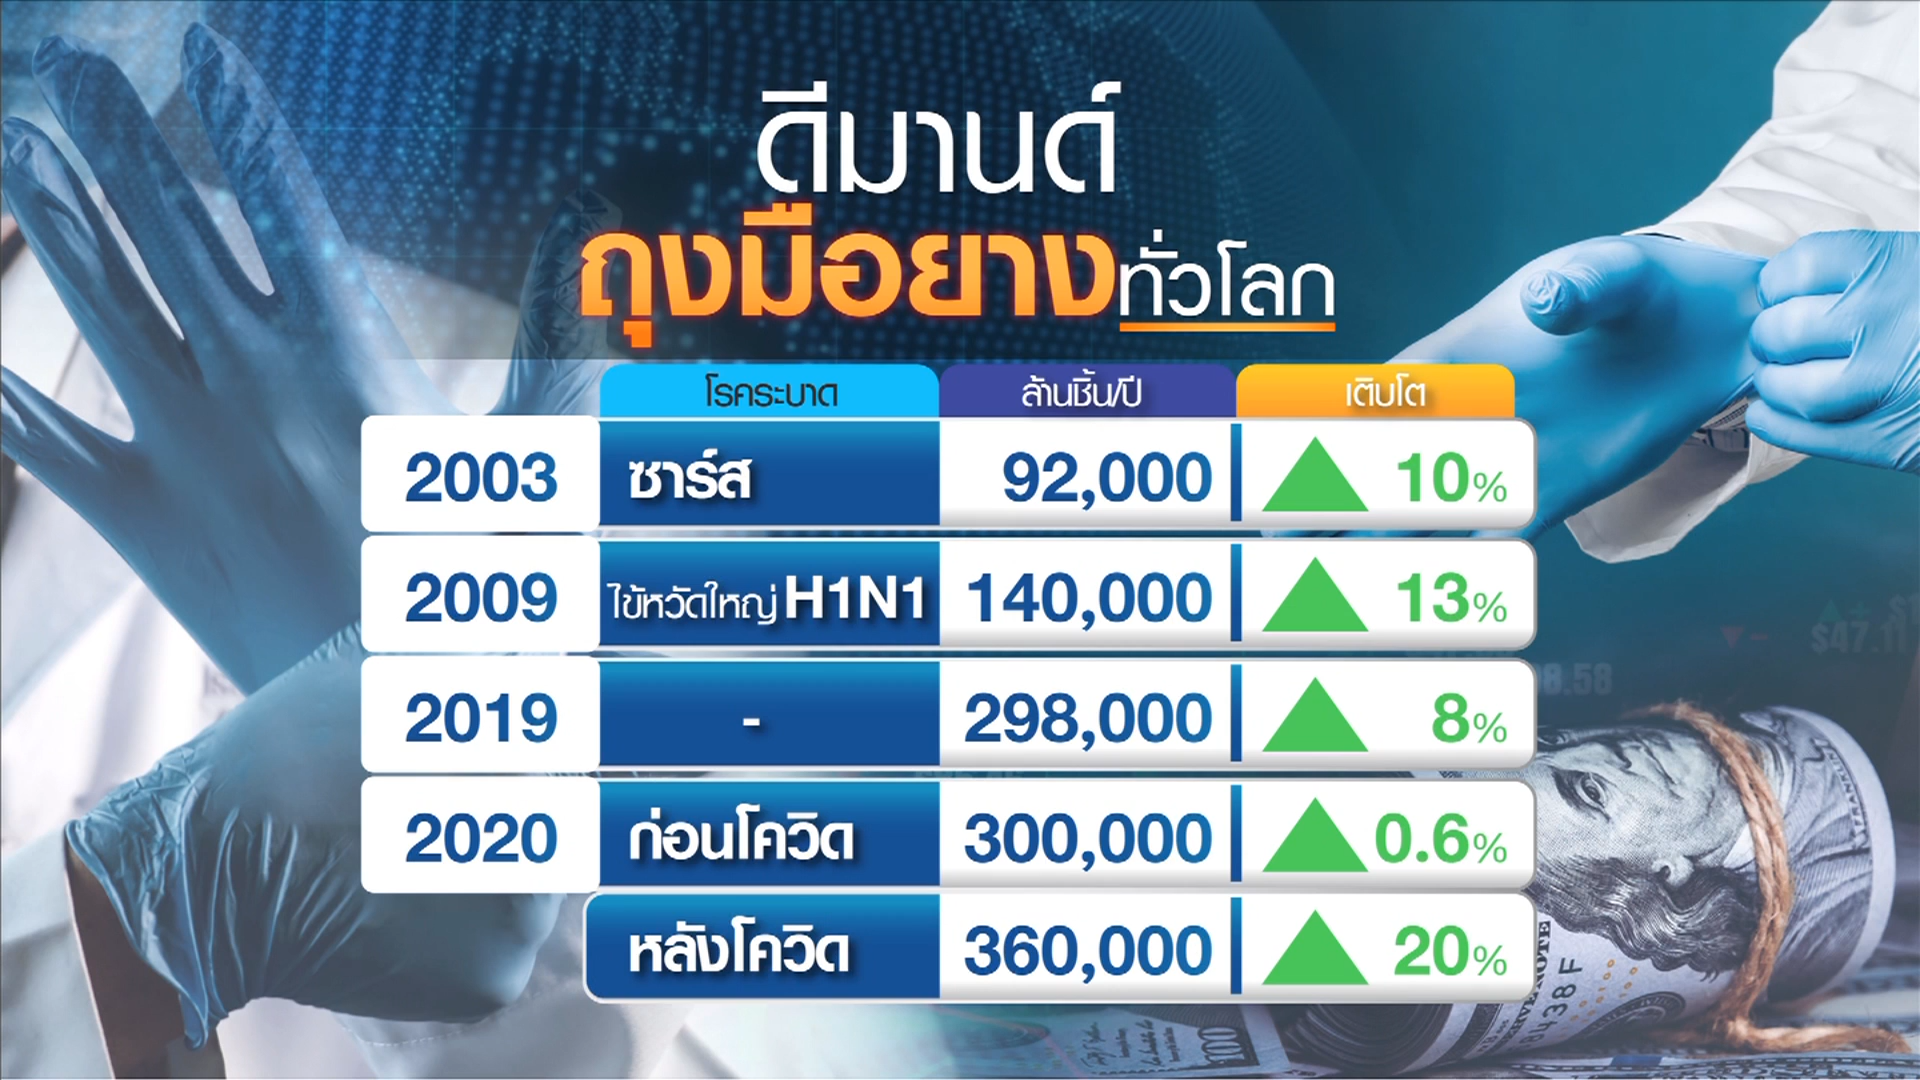 ดีมานด์
ถุงมือยางทั่วโลก
โรคระบาด ล้านชิ้น/ปี เติบโต
2003 ซาร์ส 92,000 10%
2009 ไข้หวัดใหญ่ H1N1 140,000 13%
2019 - 298,000 8%
2020 ก่อนโควิด 300,000 0.6%
หลังโควิด 360,000 20%
100